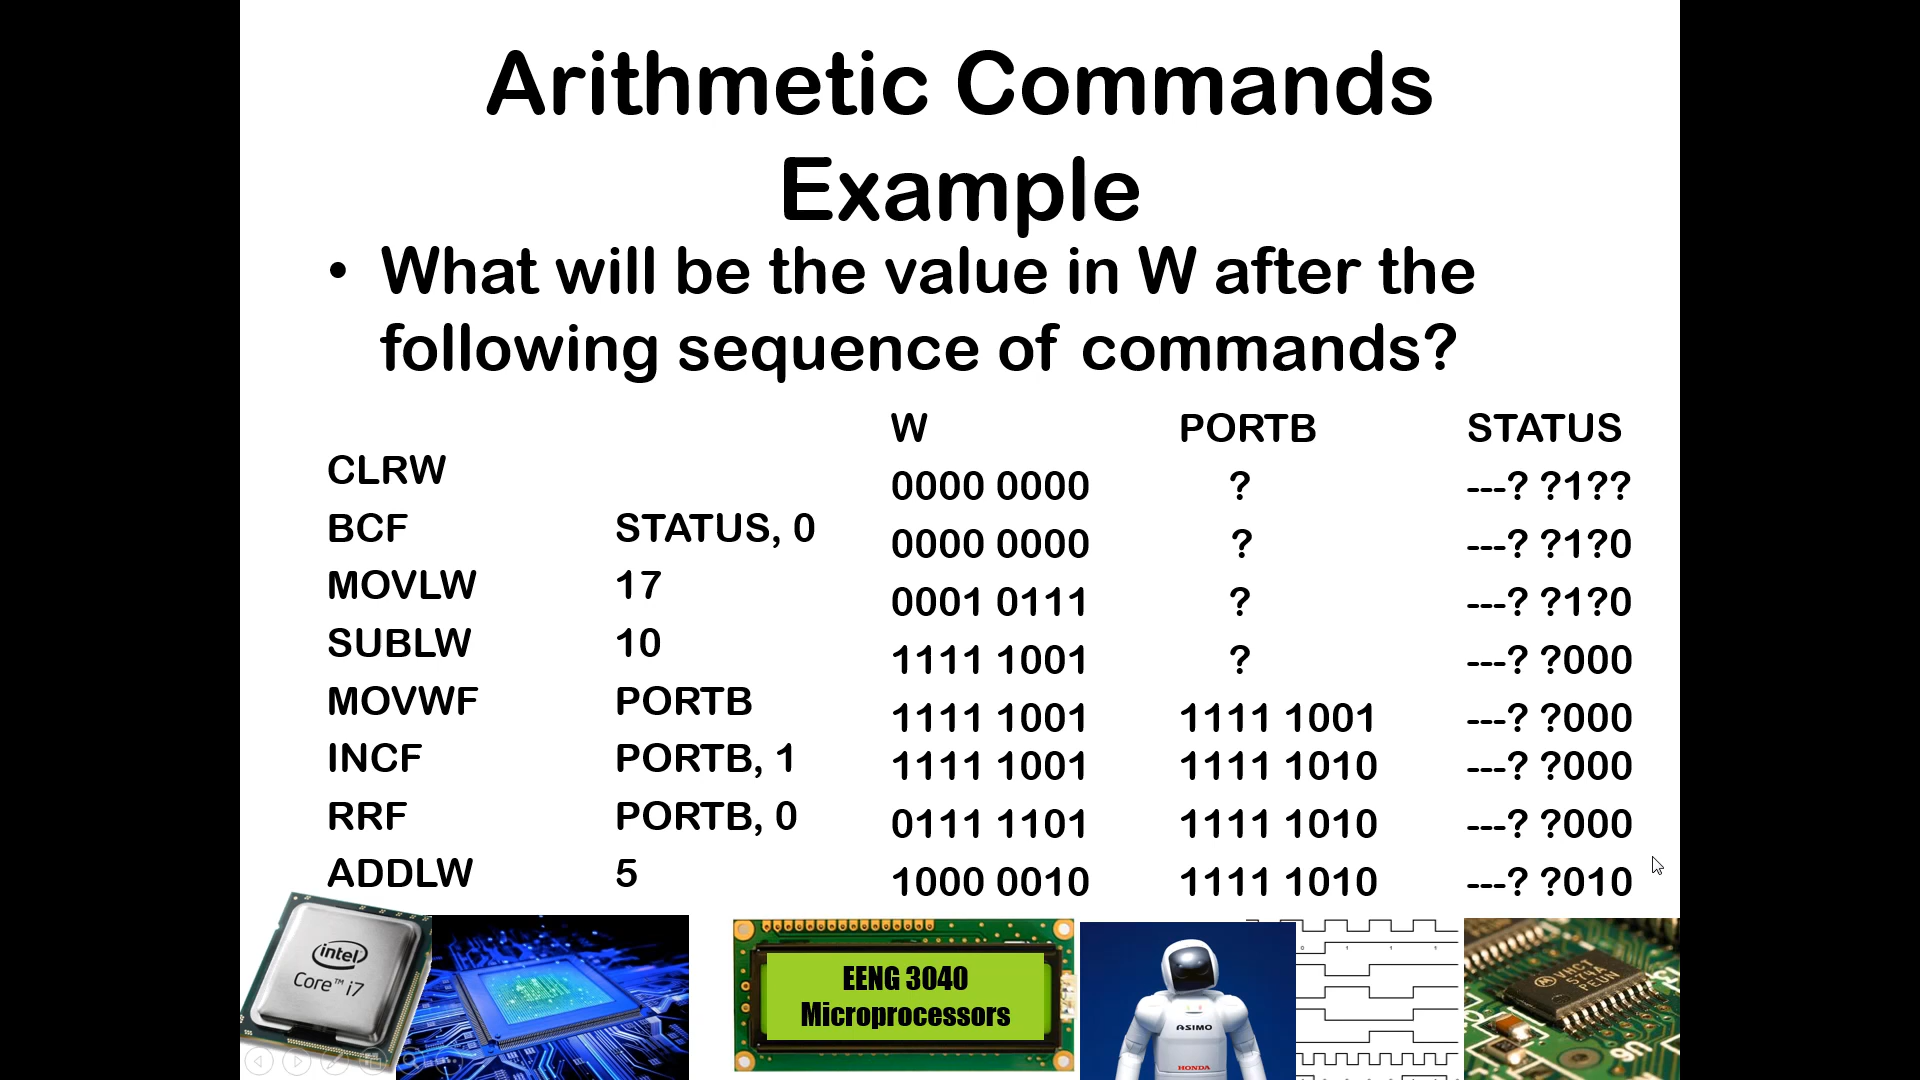 Arithmetic Commands
Example
• What will be the value in W after the
following sequence of commands?
W PORTB STATUS
CLRW 0000 0000 ? ---? ?1??
BCF STATUS, 0 0000 0000 ? ---? ?1?0
MOVLW 17 0001 0111 ? ---? ?1?0
SUBLW 10 1111 1001 ? ---? ?000
MOVWF PORTB 1111 1001 1111 1001 ---? ?000
INCF PORTB, 1 1111 1001 1111 1010 ---? ?000
RRF PORTB, 0 0111 1101 1111 1010 ---? ?000
ADDLW 5 1000 0010 1111 1010 ---? ?010
intel
Core™ i7
EENG 3040
Microprocessors
ASIMO
HONDA
VHCT